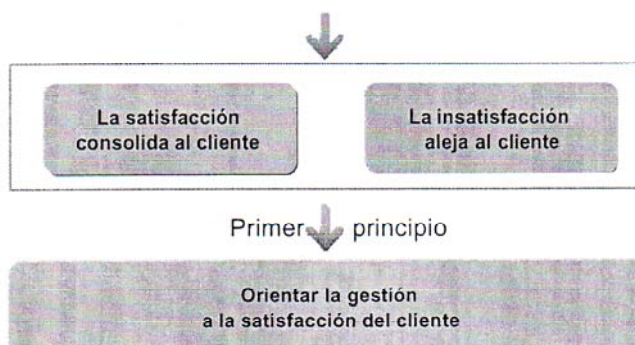 La satisfacción
consolida al cliente
La insatisfacción
aleja al cliente
Primer principio
Orientar la gestión
a la satisfacción del cliente